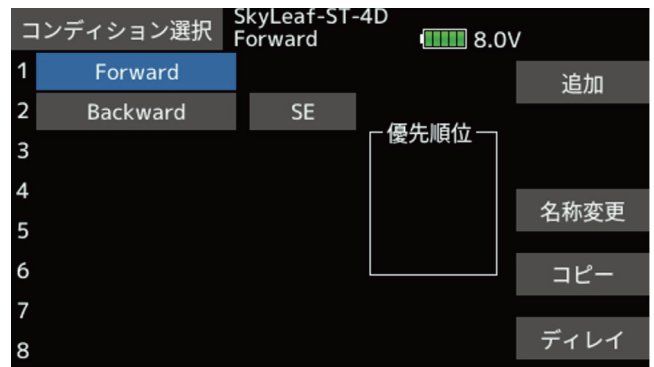 コンディション選択
SkyLeaf-ST-4D
Forward
8.0V
1 Forward
追加
2 Backward SE
優先順位
3
4
名称変更
5
6
コピー
7
ディレイ
8